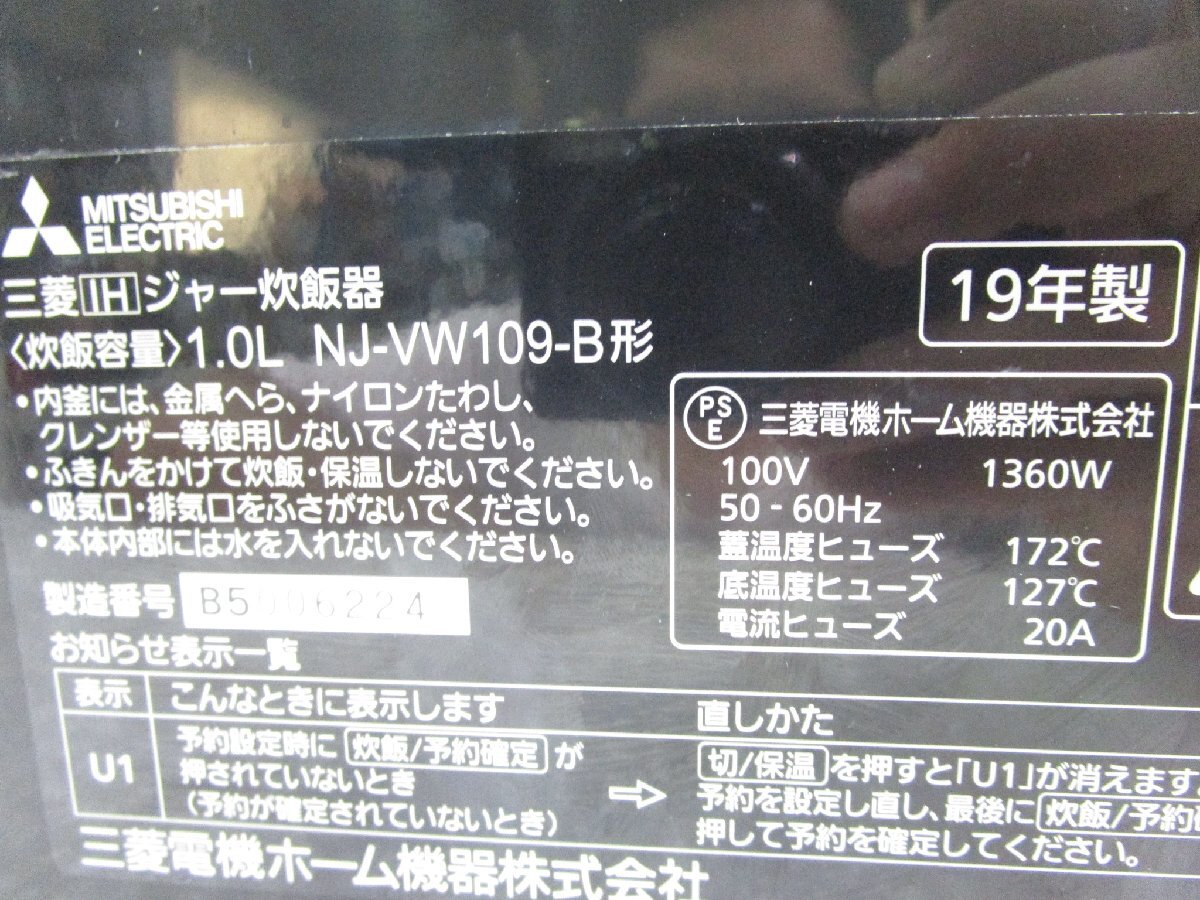 MITSUBISHI
ELECTRIC
三菱IHジャー炊飯器
〈炊飯容量〉1.0L NJ-VW109-B形
19年製
・内釜には、金属へら、ナイロンたわし、
クレンザー等使用しないでください。
・ふきんをかけて炊飯・保温しないでください。
・吸気口・排気口をふさがないでください。
・本体内部には水を入れないでください。
PS
E
三菱電機ホーム機器株式会社
100V 1360W
50 - 60Hz
蓋温度ヒューズ 172℃
底温度ヒューズ 127℃
電流ヒューズ 20A
製造番号
お知らせ表示一覧
表示 こんなときに表示します 直しかた
U1
予約設定時に 炊飯/予約確定 が
押されていないとき
(予約が確定されていないとき)
⇨
切/保温 を押すと「U1」が消えます
予約を設定し直し、最後に 炊飯/予約
押して予約を確定してください。
三菱電機ホーム機器株式会社